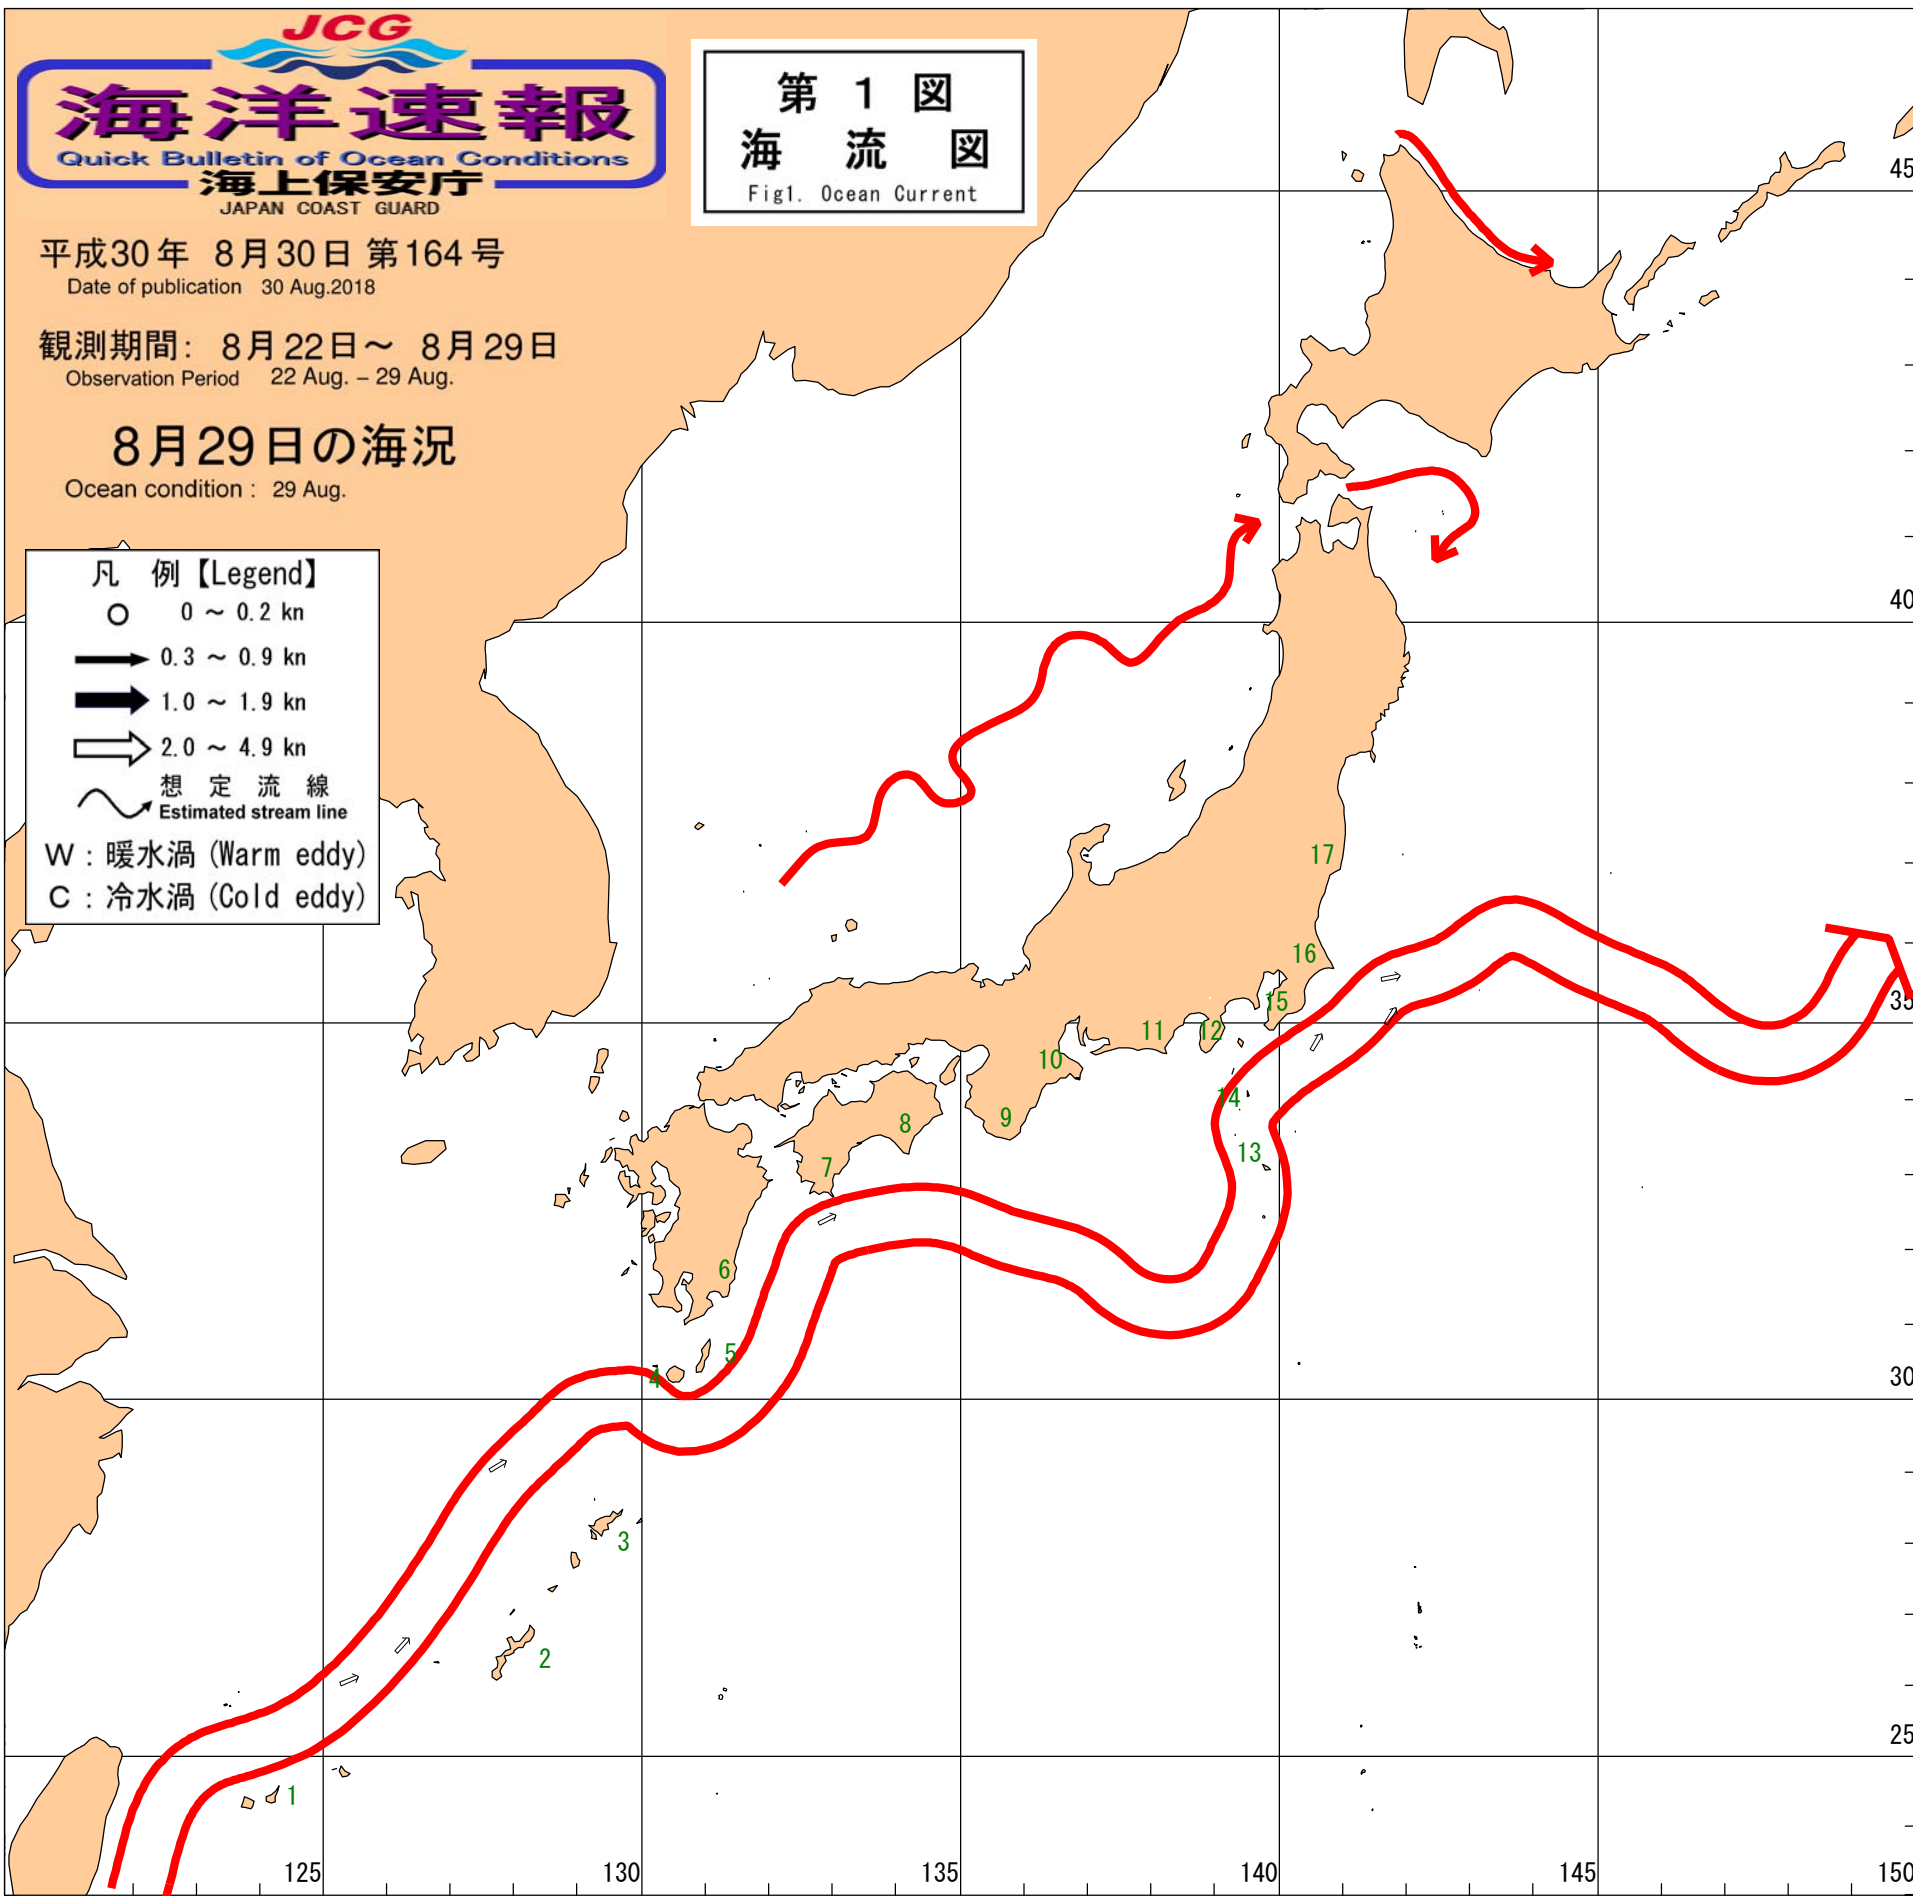 JCG
海洋速報
Quick Bulletin of Ocean Conditions
海上保安庁
JAPAN COAST GUARD
第 1 図
海 流 図
Fig1. Ocean Current
平成30年 8月30日 第164号
Date of publication 30 Aug.2018
観測期間: 8月22日～ 8月29日
Observation Period 22 Aug. – 29 Aug.
8月29日の海況
Ocean condition : 29 Aug.
凡 例【Legend】
0 ～ 0.2 kn
0.3 ～ 0.9 kn
1.0 ～ 1.9 kn
2.0 ～ 4.9 kn
想 定 流 線
Estimated stream line
W : 暖水渦 (Warm eddy)
C : 冷水渦 (Cold eddy)
45
40
35
30
25
17
16
15
12
11
10
14
9
8
13
7
6
5
4
3
2
1
125
130
135
140
145
150